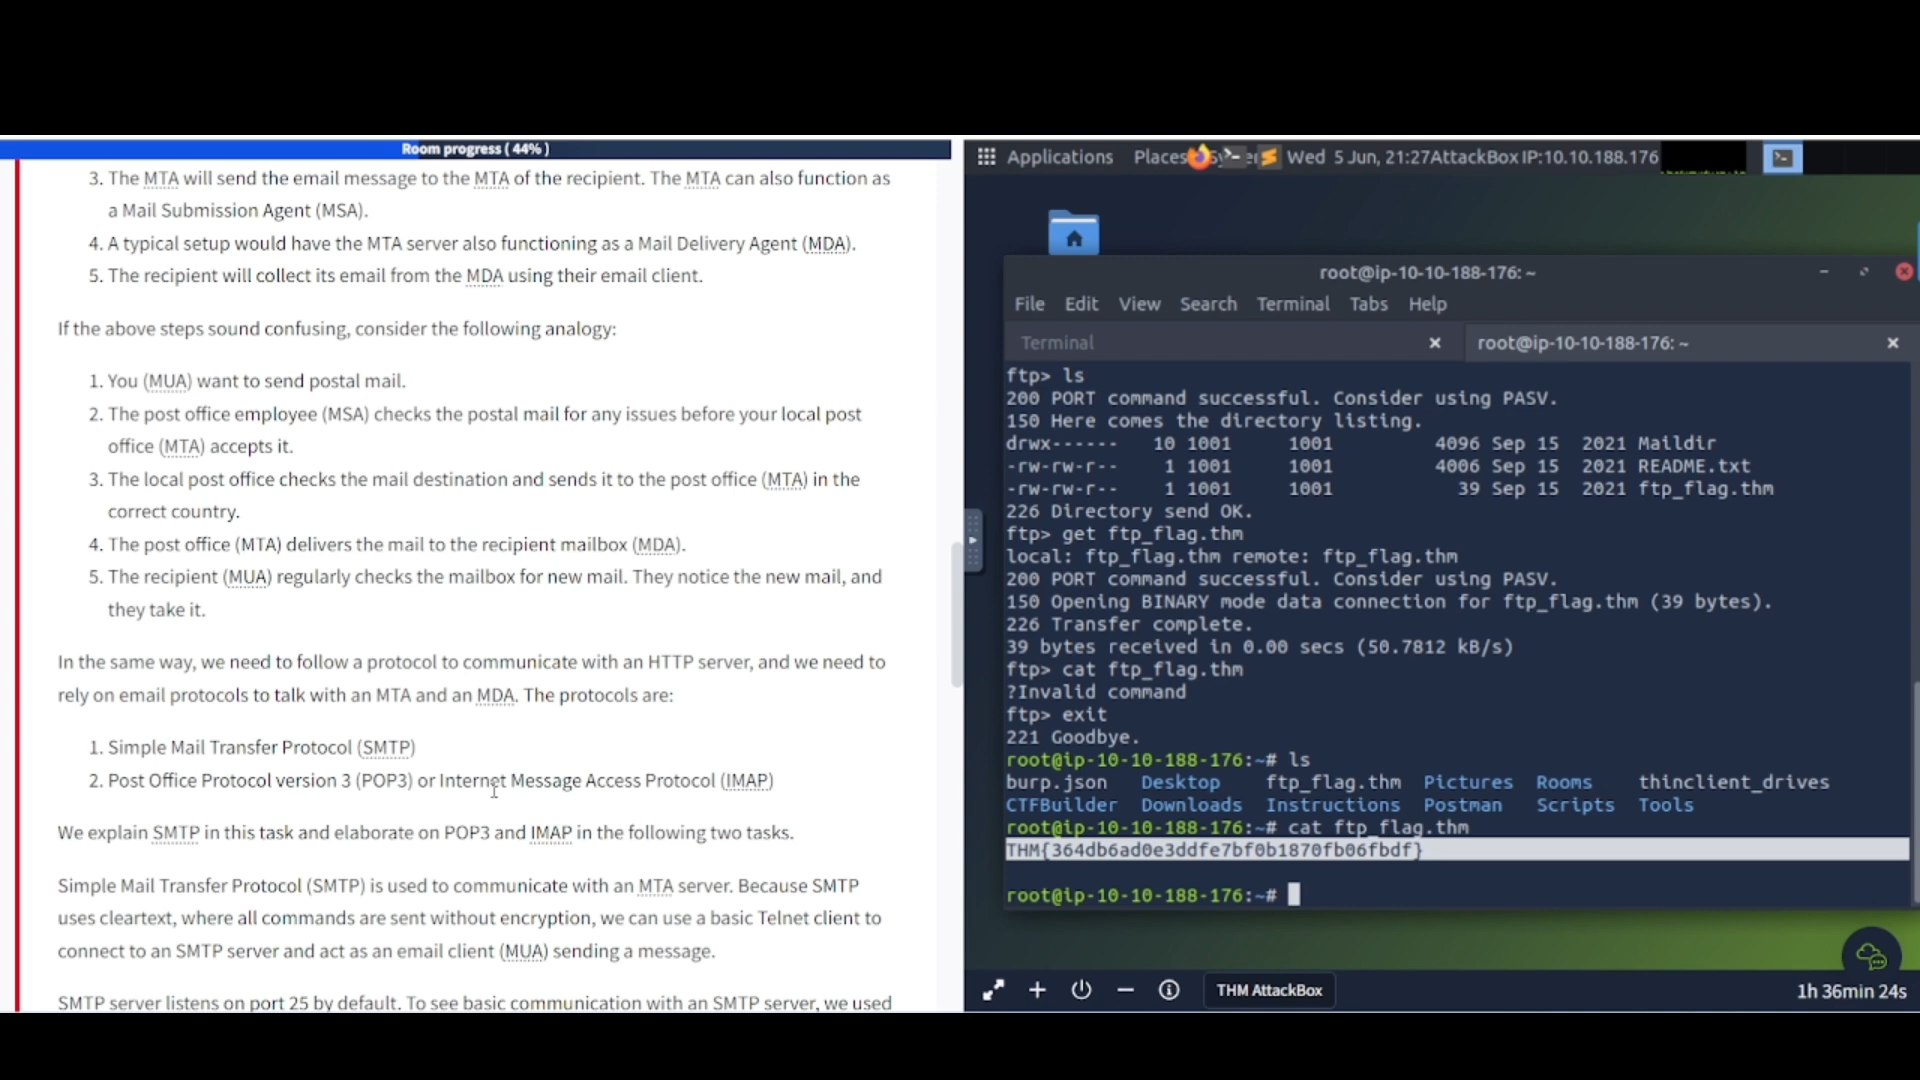 Room progress ( 44% )
3. The MTA will send the email message to the MTA of the recipient. The MTA can also function as
a Mail Submission Agent (MSA).
4. A typical setup would have the MTA server also functioning as a Mail Delivery Agent (MDA).
5. The recipient will collect its email from the MDA using their email client.
If the above steps sound confusing, consider the following analogy:
1. You (MUA) want to send postal mail.
2. The post office employee (MSA) checks the postal mail for any issues before your local post
office (MTA) accepts it.
3. The local post office checks the mail destination and sends it to the post office (MTA) in the
correct country.
4. The post office (MTA) delivers the mail to the recipient mailbox (MDA).
5. The recipient (MUA) regularly checks the mailbox for new mail. They notice the new mail, and
they take it.
In the same way, we need to follow a protocol to communicate with an HTTP server, and we need to
rely on email protocols to talk with an MTA and an MDA. The protocols are:
1. Simple Mail Transfer Protocol (SMTP)
2. Post Office Protocol version 3 (POP3) or Internet Message Access Protocol (IMAP)
We explain SMTP in this task and elaborate on POP3 and IMAP in the following two tasks.
Simple Mail Transfer Protocol (SMTP) is used to communicate with an MTA server. Because SMTP
uses cleartext, where all commands are sent without encryption, we can use a basic Telnet client to
connect to an SMTP server and act as an email client (MUA) sending a message.
SMTP server listens on port 25 by default. To see basic communication with an SMTP server, we used
Applications Places Wed 5 Jun, 21:27 AttackBox IP:10.10.188.176
root@ip-10-10-188-176: ~
File Edit View Search Terminal Tabs Help
Terminal
root@ip-10-10-188-176: ~
ftp> ls
200 PORT command successful. Consider using PASV.
150 Here comes the directory listing.
drwx------ 10 1001 1001 4096 Sep 15 2021 Maildir
-rw-rw-r-- 1 1001 1001 4006 Sep 15 2021 README.txt
-rw-rw-r-- 1 1001 1001 39 Sep 15 2021 ftp_flag.thm
226 Directory send OK.
ftp> get ftp_flag.thm
local: ftp_flag.thm remote: ftp_flag.thm
200 PORT command successful. Consider using PASV.
150 Opening BINARY mode data connection for ftp_flag.thm (39 bytes).
226 Transfer complete.
39 bytes received in 0.00 secs (50.7812 kB/s)
ftp> cat ftp_flag.thm
?Invalid command
ftp> exit
221 Goodbye.
root@ip-10-10-188-176:~# ls
burp.json Desktop ftp_flag.thm Pictures Rooms thinclient_drives
CTFBuilder Downloads Instructions Postman Scripts Tools
root@ip-10-10-188-176:~# cat ftp_flag.thm
THM{364db6ad0e3ddfe7bf0b1870fb06fbdf}
root@ip-10-10-188-176:~#
THM AttackBox
1h 36min 24s